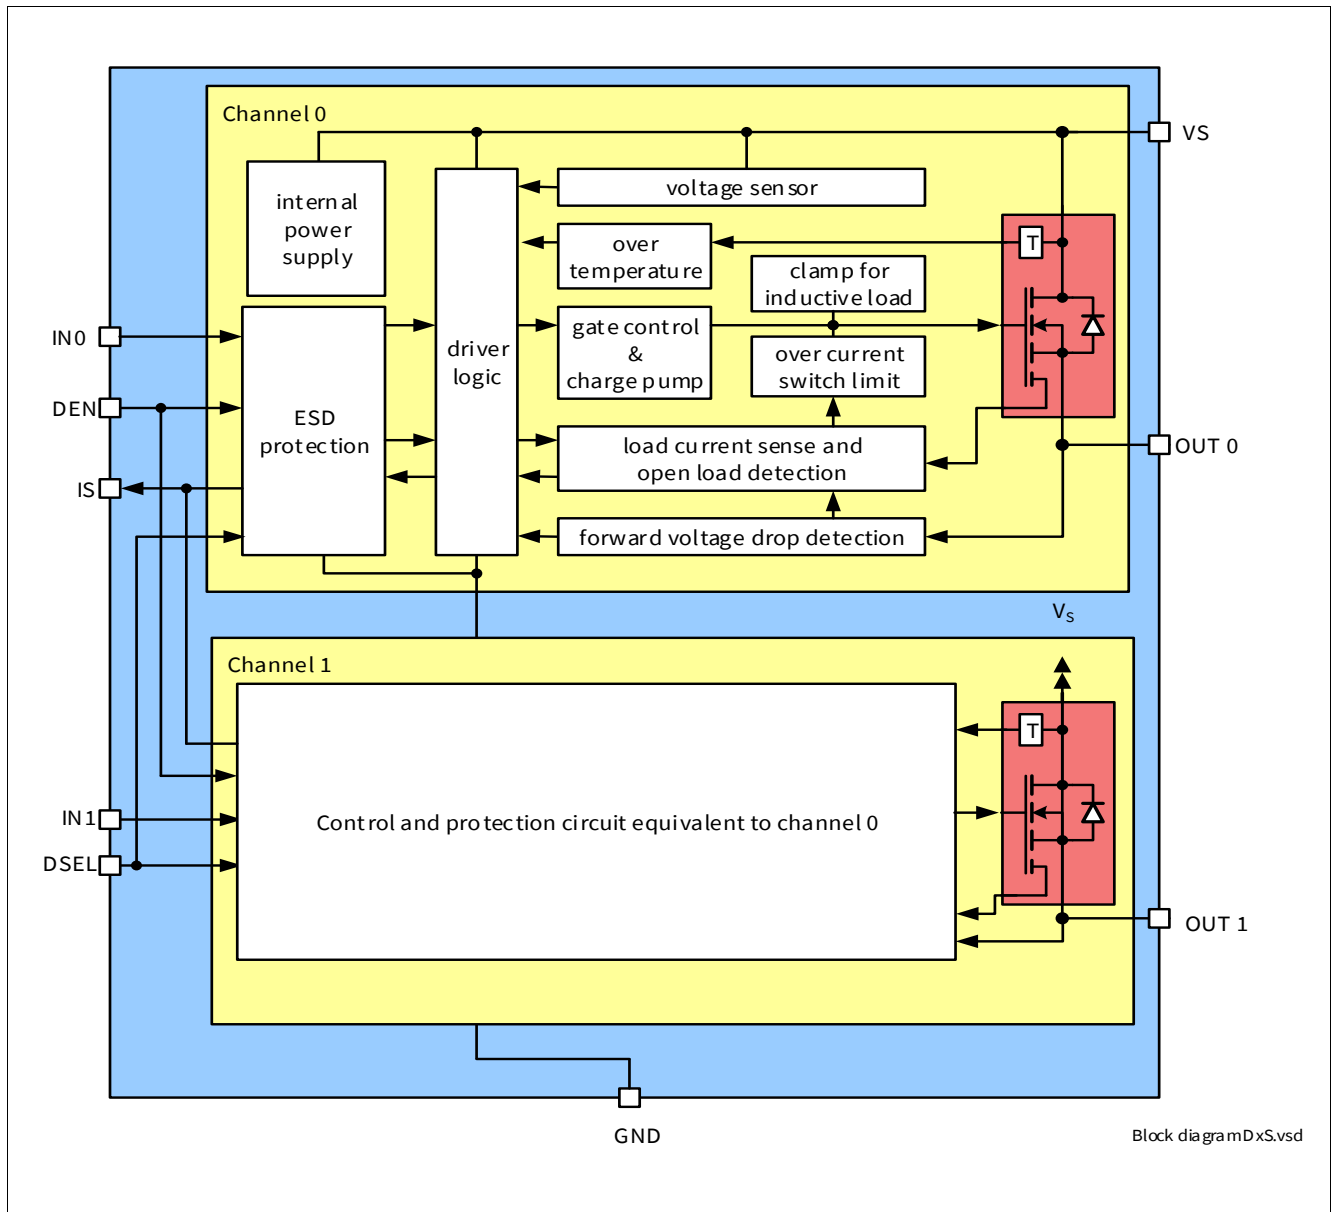 Channel 0
VS
internal
power
supply
voltage sensor
over
temperature
T
clamp for
inductive load
IN0
driver
logic
gate control
&
charge pump
over current
switch limit
DEN
ESD
protection
load current sense and
open load detection
OUT 0
IS
forward voltage drop detection
VS
Channel 1
T
IN1
Control and protection circuit equivalent to channel 0
DSEL
OUT 1
GND
Block diagramDxS.vsd